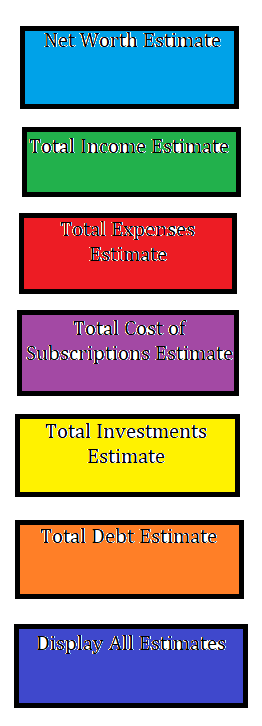 Net Worth Estimate
Total Income Estimate
Total Expenses
Estimate
Total Cost of
Subscriptions Estimate
Total Investments
Estimate
Total Debt Estimate
Display All Estimates